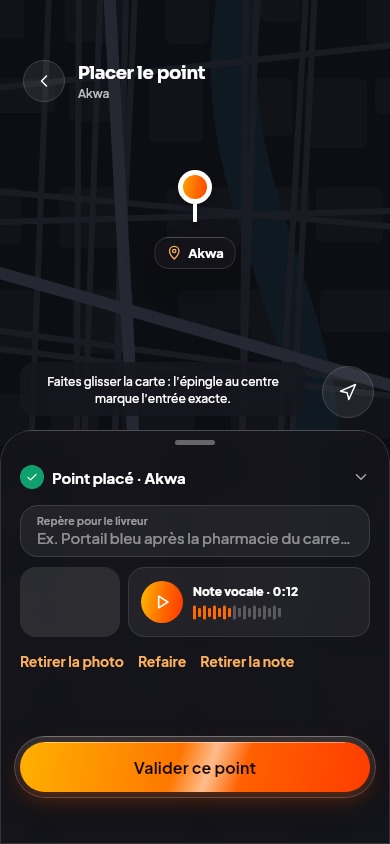 Placer le point
Akwa
Akwa
Faites glisser la carte : l'épingle au centre
marque l'entrée exacte.
Point placé · Akwa
Repère pour le livreur
Ex. Portail bleu après la pharmacie du carre...
Note vocale · 0:12
Retirer la photo Refaire Retirer la note
Valider ce point